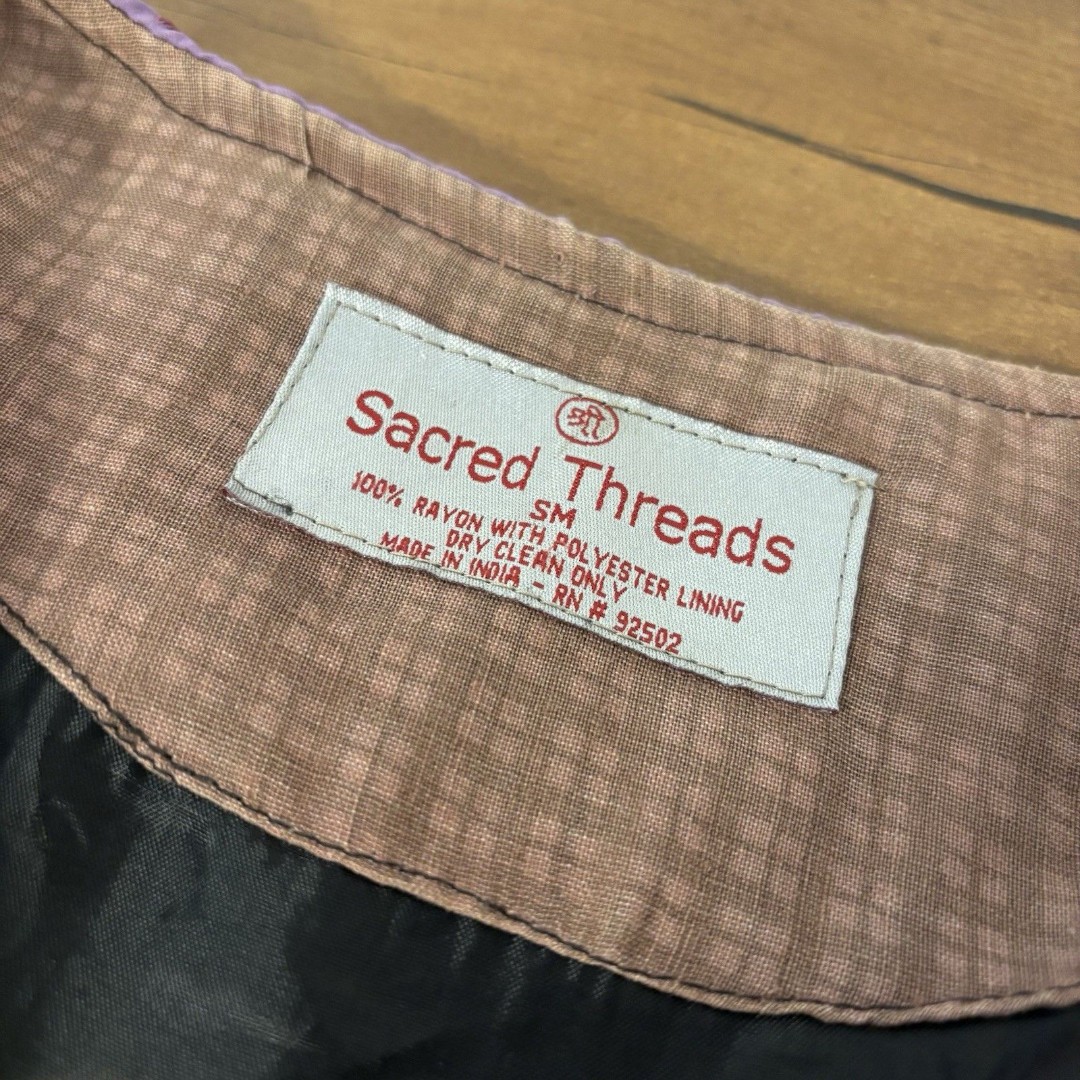 श्री
Sacred Threads
SM
100% RAYON WITH POLYESTER LINING
DRY CLEAN ONLY
MADE IN INDIA - RN # 92502